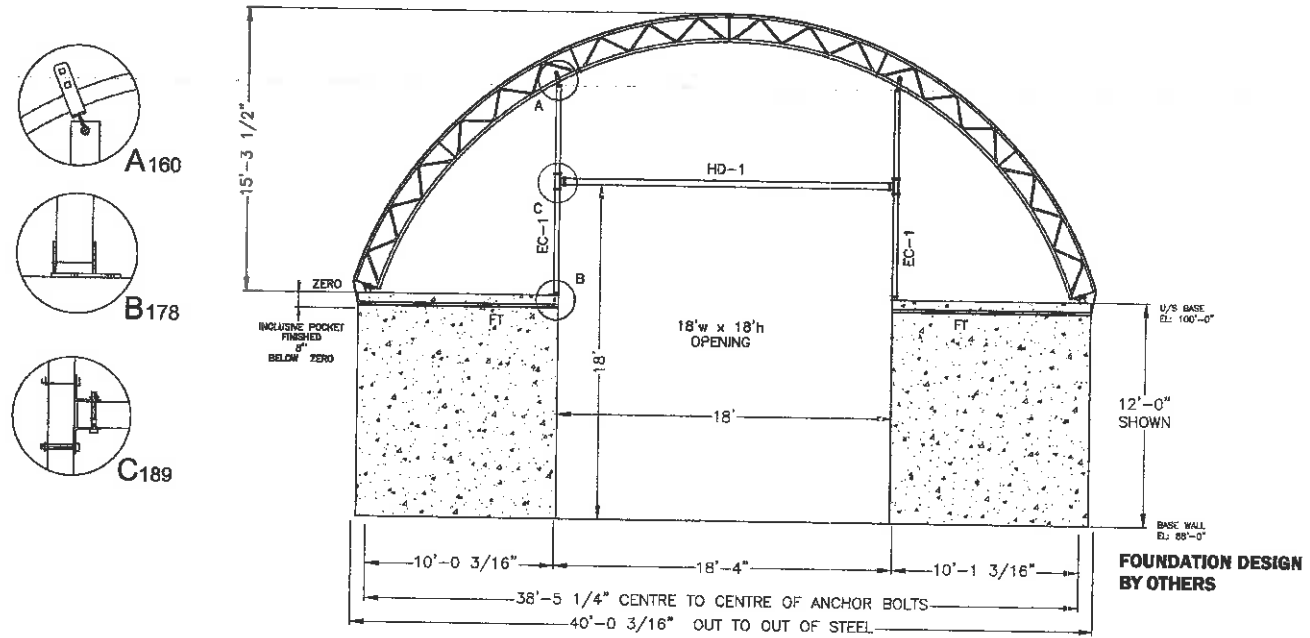 15'-3 1/2"
A160
A
HD-1
C
EC-1
EC-1
B178
ZERO
B
FT
FT
U/S BASE
EL: 100'-0"
INCLUSIVE POCKET
FINISHED
8"
BELOW ZERO
18'w x 18'h
OPENING
18'
18'
12'-0"
SHOWN
C189
BASE WALL
EL: 88'-0"
10'-0 3/16"
18'-4"
10'-1 3/16"
FOUNDATION DESIGN
BY OTHERS
38'-5 1/4" CENTRE TO CENTRE OF ANCHOR BOLTS
40'-0 3/16" OUT TO OUT OF STEEL